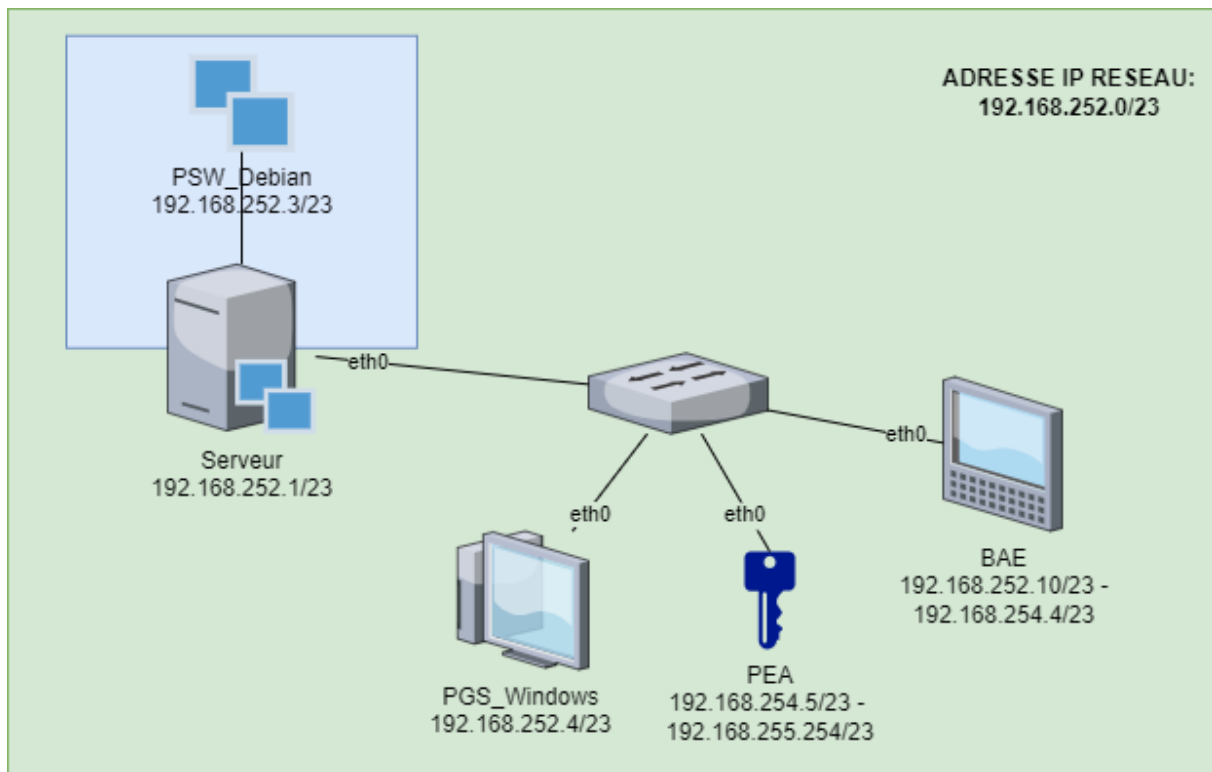 ADRESSE IP RESEAU:
192.168.252.0/23
PSW_Debian
192.168.252.3/23
eth0
Serveur
192.168.252.1/23
eth0
BAE
192.168.252.10/23 -
192.168.254.4/23
eth0
eth0
PGS_Windows
192.168.252.4/23
PEA
192.168.254.5/23 -
192.168.255.254/23